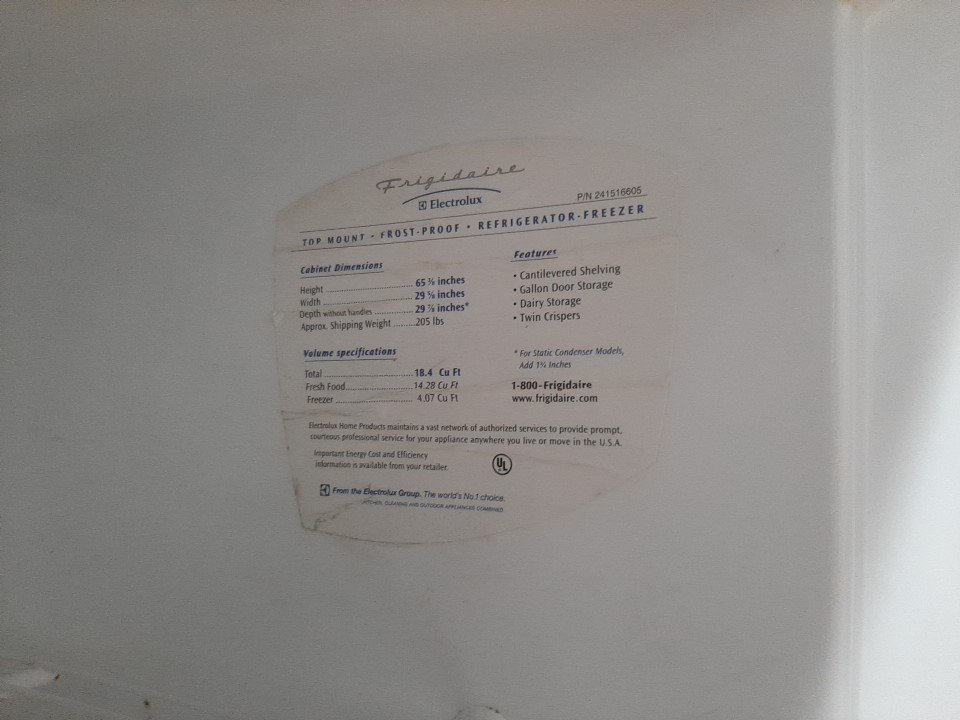 Frigidaire
Electrolux
P/N 241516605
TOP MOUNT - FROST-PROOF • REFRIGERATOR-FREEZER
Cabinet Dimensions
Height ........................ 65 ⅜ inches
Width ........................ 29 ⅝ inches
Depth without handles ............ 29 ⅞ inches*
Approx. Shipping Weight .........205 lbs
Volume specifications
Total ........................ 18.4 Cu Ft
Fresh Food........................14.28 Cu Ft
Freezer ........................ 4.07 Cu Ft
Features
• Cantilevered Shelving
• Gallon Door Storage
• Dairy Storage
• Twin Crispers
* For Static Condenser Models,
Add 1¾ Inches
1-800-Frigidaire
www.frigidaire.com
Electrolux Home Products maintains a vast network of authorized services to provide prompt,
courteous professional service for your appliance anywhere you live or move in the U.S.A.
Important Energy Cost and Efficiency
information is available from your retailer.
UL
From the Electrolux Group. The world's No.1 choice.
KITCHEN, CLEANING AND OUTDOOR APPLIANCES COMBINED.